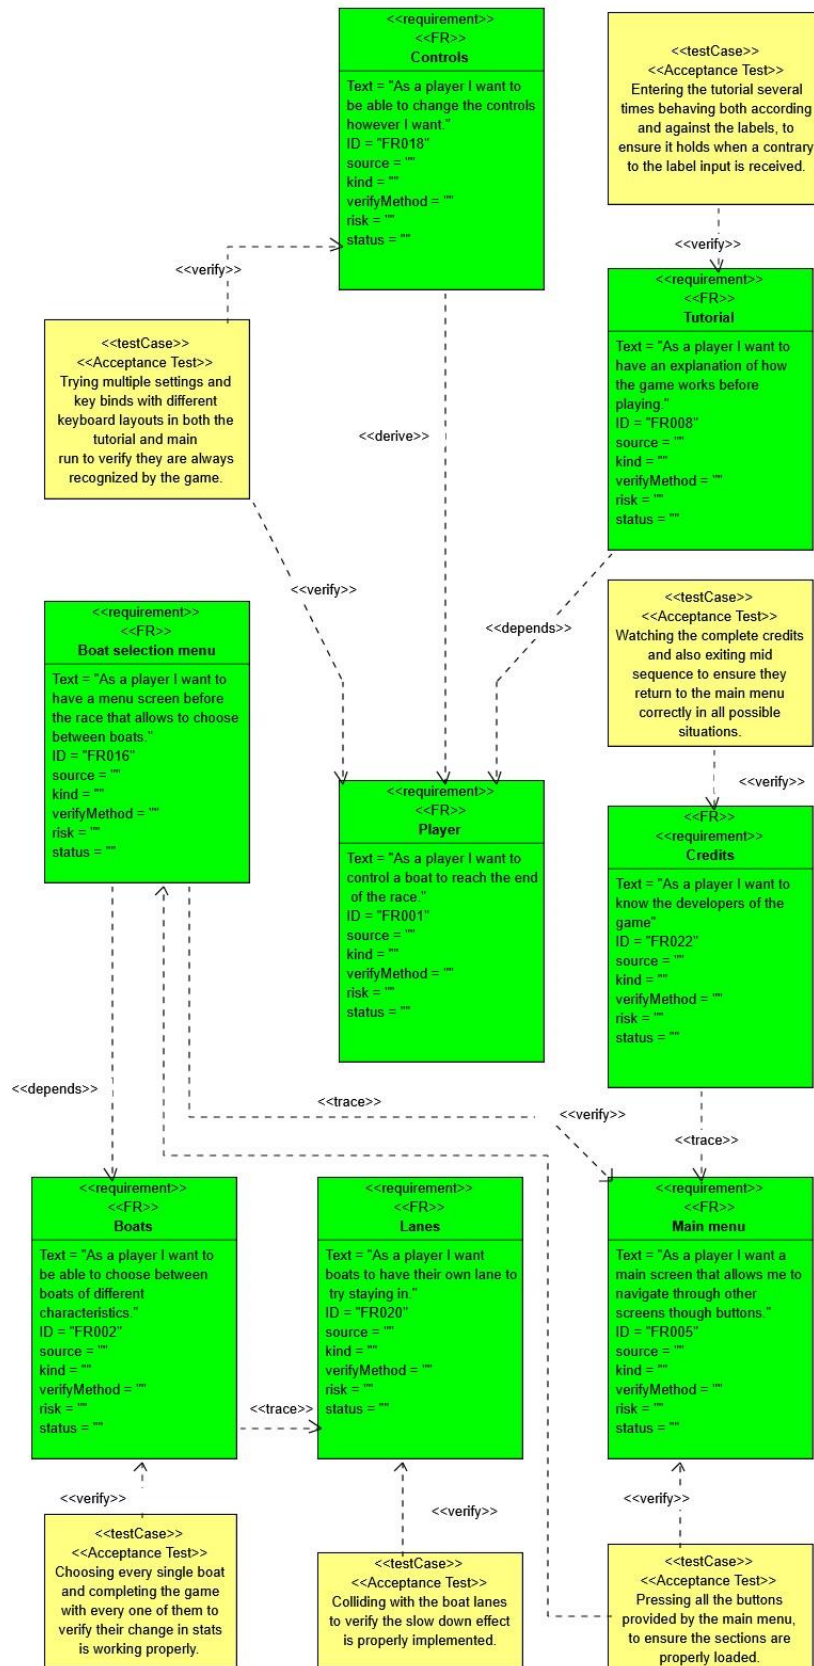 <<requirement>>
<<FR>>
Controls
Text = "As a player I want to
be able to change the controls
however I want."
ID = "FR018"
source = ""
kind = ""
verifyMethod = ""
risk = ""
status = ""
<<testCase>>
<<Acceptance Test>>
Entering the tutorial several
times behaving both according
and against the labels, to
ensure it holds when a contrary
to the label input is received.
<<verify>>
<<verify>>
<<requirement>>
<<FR>>
Tutorial
Text = "As a player I want to
have an explanation of how
the game works before
playing."
ID = "FR008"
source = ""
kind = ""
verifyMethod = ""
risk = ""
status = ""
<<testCase>>
<<Acceptance Test>>
Trying multiple settings and
key binds with different
keyboard layouts in both the
tutorial and main
run to verify they are always
recognized by the game.
<<derive>>
<<verify>>
<<depends>>
<<testCase>>
<<Acceptance Test>>
Watching the complete credits
and also exiting mid
sequence to ensure they
return to the main menu
correctly in all possible
situations.
<<requirement>>
<<FR>>
Boat selection menu
Text = "As a player I want to
have a menu screen before
the race that allows to choose
between boats."
ID = "FR016"
source = ""
kind = ""
verifyMethod = ""
risk = ""
status = ""
<<verify>>
<<requirement>>
<<FR>>
Player
Text = "As a player I want to
control a boat to reach the end
of the race."
ID = "FR001"
source = ""
kind = ""
verifyMethod = ""
risk = ""
status = ""
<<FR>>
<<requirement>>
Credits
Text = "As a player I want to
know the developers of the
game"
ID = "FR022"
source = ""
kind = ""
verifyMethod = ""
risk = ""
status = ""
<<depends>>
<<trace>>
<<verify>>
<<trace>>
<<requirement>>
<<FR>>
Boats
Text = "As a player I want to
be able to choose between
boats of different
characteristics."
ID = "FR002"
source = ""
kind = ""
verifyMethod = ""
risk = ""
status = ""
<<trace>>
<<requirement>>
<<FR>>
Lanes
Text = "As a player I want
boats to have their own lane to
try staying in."
ID = "FR020"
source = ""
kind = ""
verifyMethod = ""
risk = ""
status = ""
<<requirement>>
<<FR>>
Main menu
Text = "As a player I want a
main screen that allows me to
navigate through other
screens though buttons."
ID = "FR005"
source = ""
kind = ""
verifyMethod = ""
risk = ""
status = ""
<<verify>>
<<verify>>
<<verify>>
<<testCase>>
<<Acceptance Test>>
Choosing every single boat
and completing the game
with every one of them to
verify their change in stats
is working properly.
<<testCase>>
<<Acceptance Test>>
Colliding with the boat lanes
to verify the slow down effect
is properly implemented.
<<testCase>>
<<Acceptance Test>>
Pressing all the buttons
provided by the main menu,
to ensure the sections are
properly loaded.